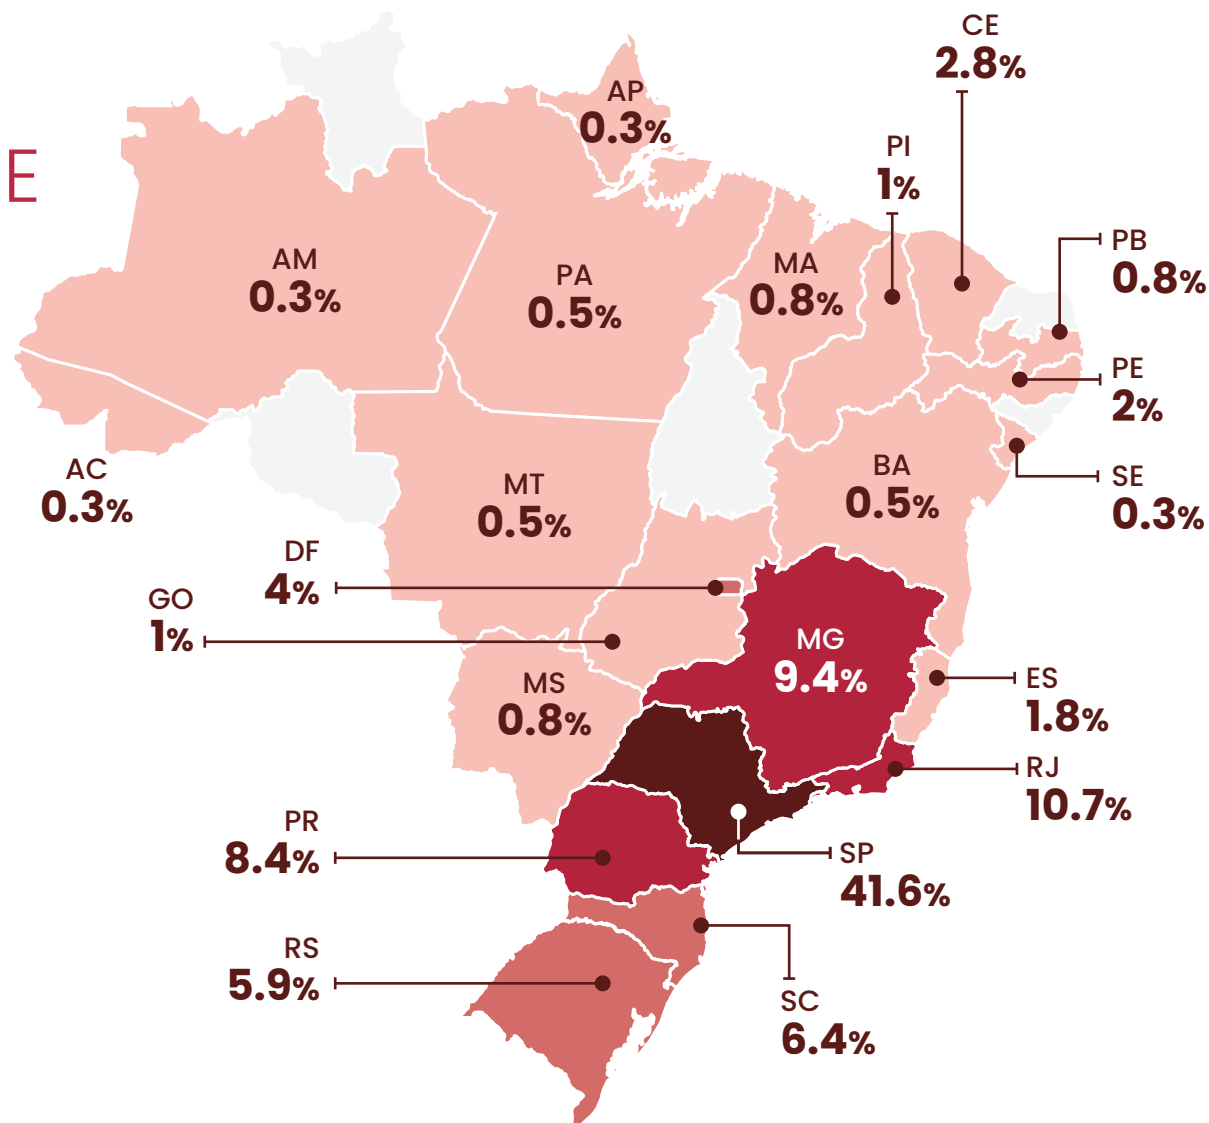 CE
2.8%
AP
0.3%
PI
1%
E
PB
0.8%
AM
0.3%
PA
0.5%
MA
0.8%
PE
2%
AC
0.3%
MT
0.5%
BA
0.5%
SE
0.3%
DF
4%
GO
1%
MG
9.4%
MS
0.8%
ES
1.8%
RJ
10.7%
PR
8.4%
SP
41.6%
RS
5.9%
SC
6.4%